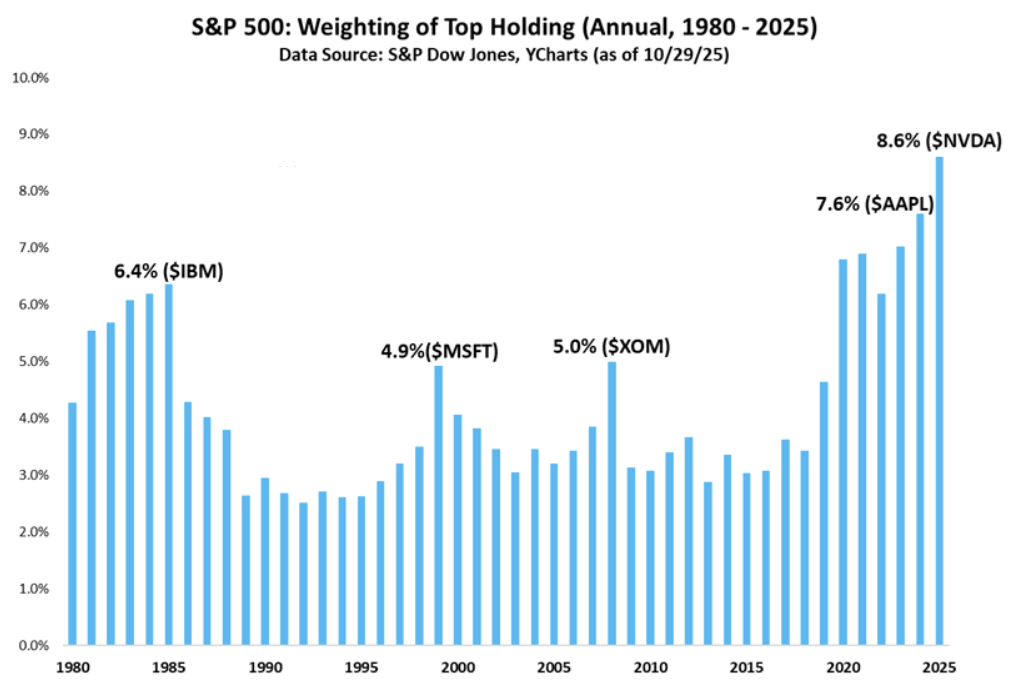 S&P 500: Weighting of Top Holding (Annual, 1980 - 2025)
Data Source: S&P Dow Jones, YCharts (as of 10/29/25)
10.0%
9.0%
8.0%
7.0%
6.0%
5.0%
4.0%
3.0%
2.0%
1.0%
0.0%
6.4% ($IBM)
4.9%($MSFT)
5.0% ($XOM)
7.6% ($AAPL)
8.6% ($NVDA)
1980 1985 1990 1995 2000 2005 2010 2015 2020 2025